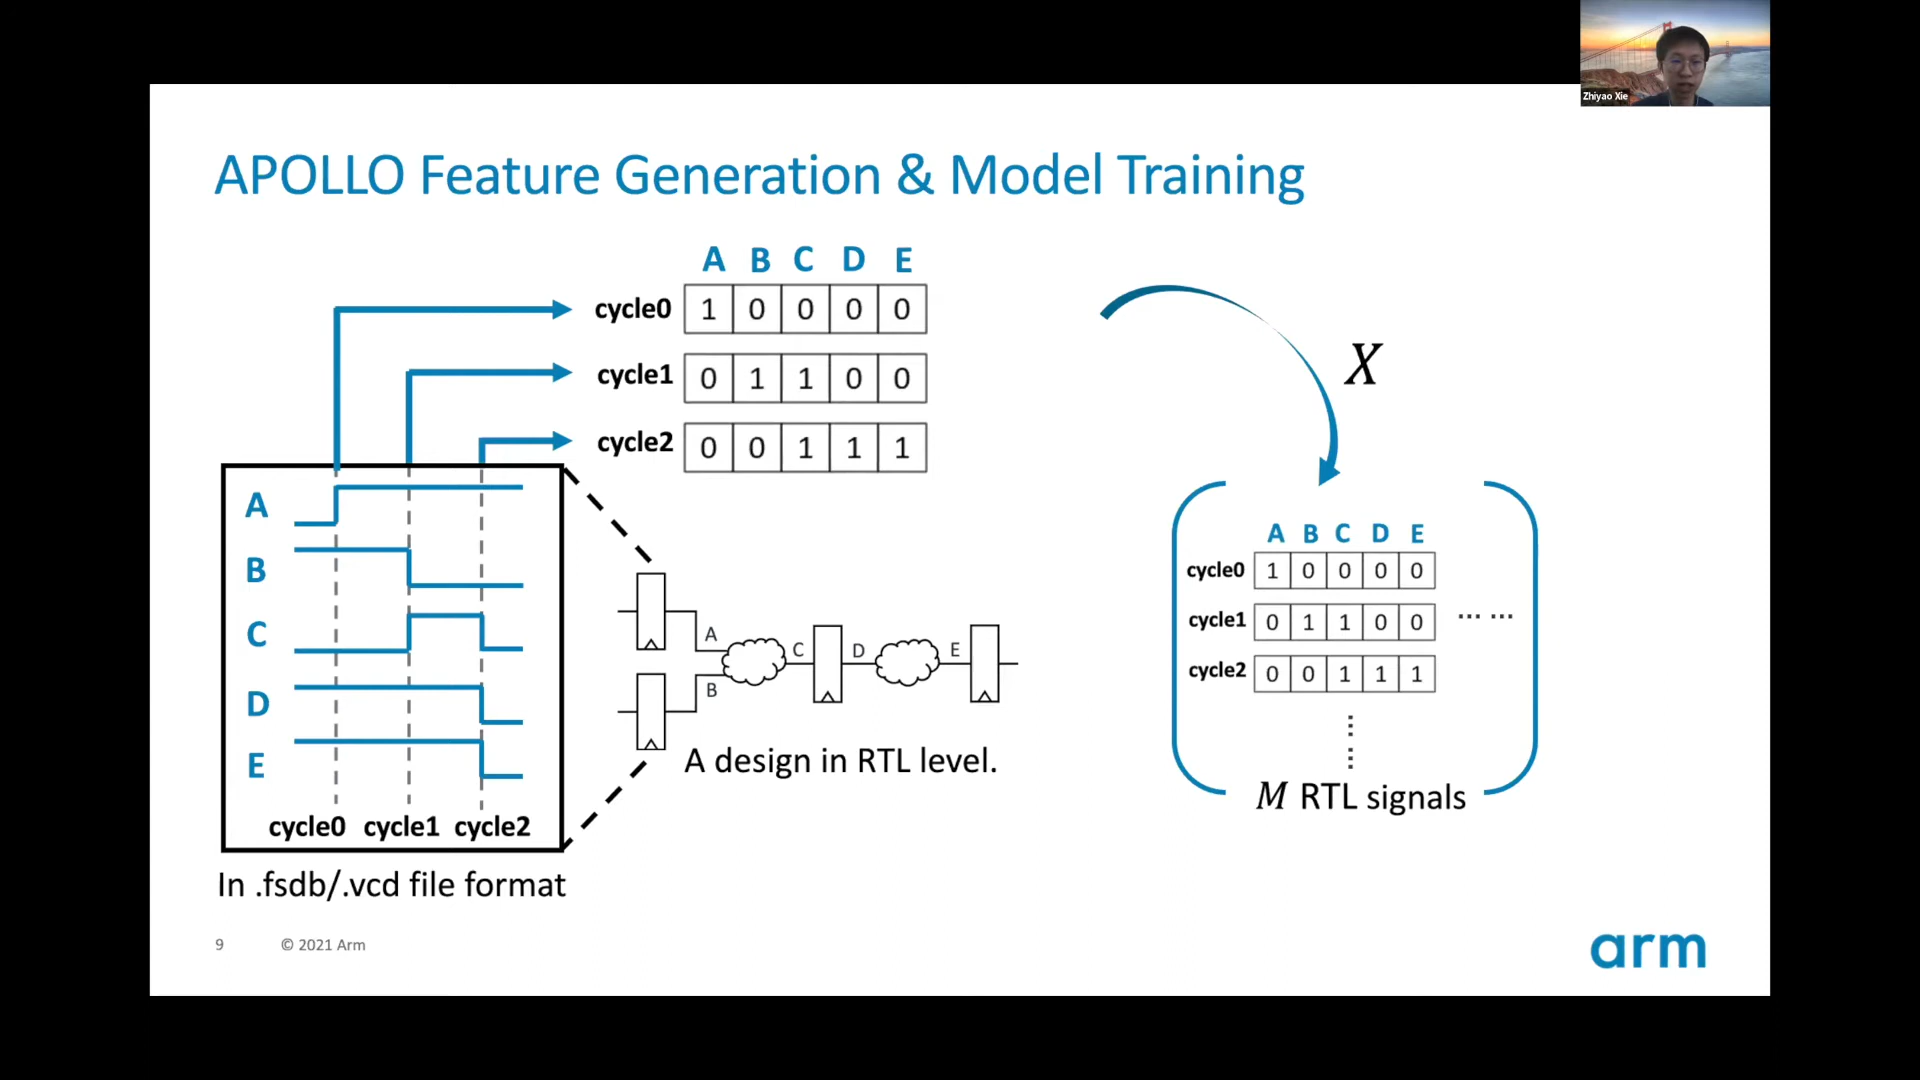 Zhiyao Xie
APOLLO Feature Generation & Model Training
A B C D E
cycle0 1 0 0 0 0
cycle1 0 1 1 0 0
cycle2 0 0 1 1 1
X
A
B
C
D
E
cycle0 cycle1 cycle2
In .fsdb/.vcd file format
A
B
C
D
E
A design in RTL level.
A B C D E
cycle0 1 0 0 0 0
cycle1 0 1 1 0 0 ... ...
cycle2 0 0 1 1 1
M RTL signals
9 © 2021 Arm
arm